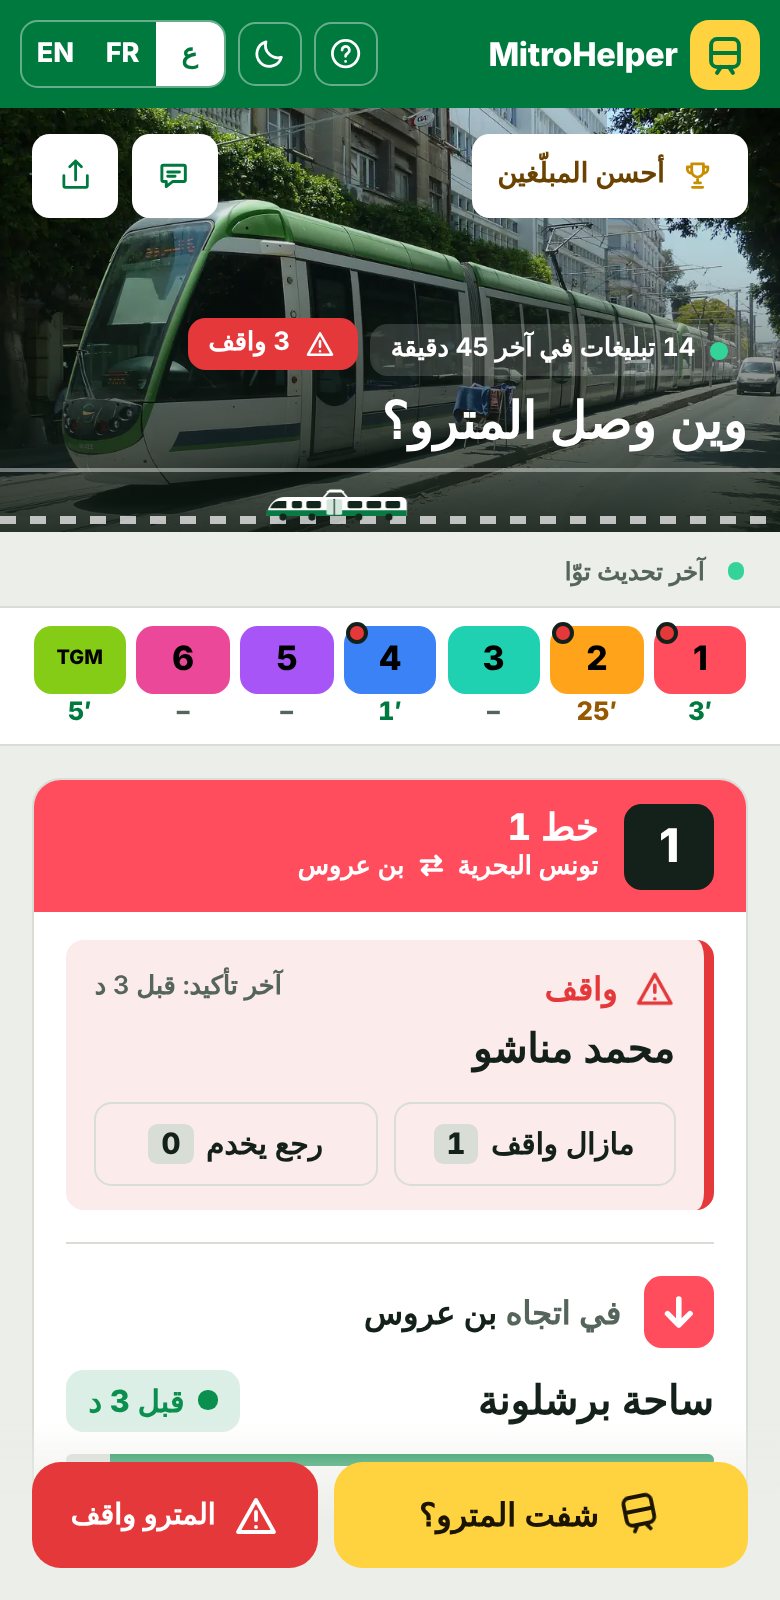 MitroHelper
ع FR EN
أحسن المبلّغين
14 تبليغات في آخر 45 دقيقة
3 واقف
وين وصل المترو؟
آخر تحديث توّا
1 2 3 4 5 6 TGM
3′ 25′ – 1′ – – 5′
1
خط 1
تونس البحرية ⇄ بن عروس
واقف
آخر تأكيد: قبل 3 د
محمد مناشو
مازال واقف 1
رجع يخدم 0
في اتجاه بن عروس
ساحة برشلونة
قبل 3 د
شفت المترو؟
المترو واقف